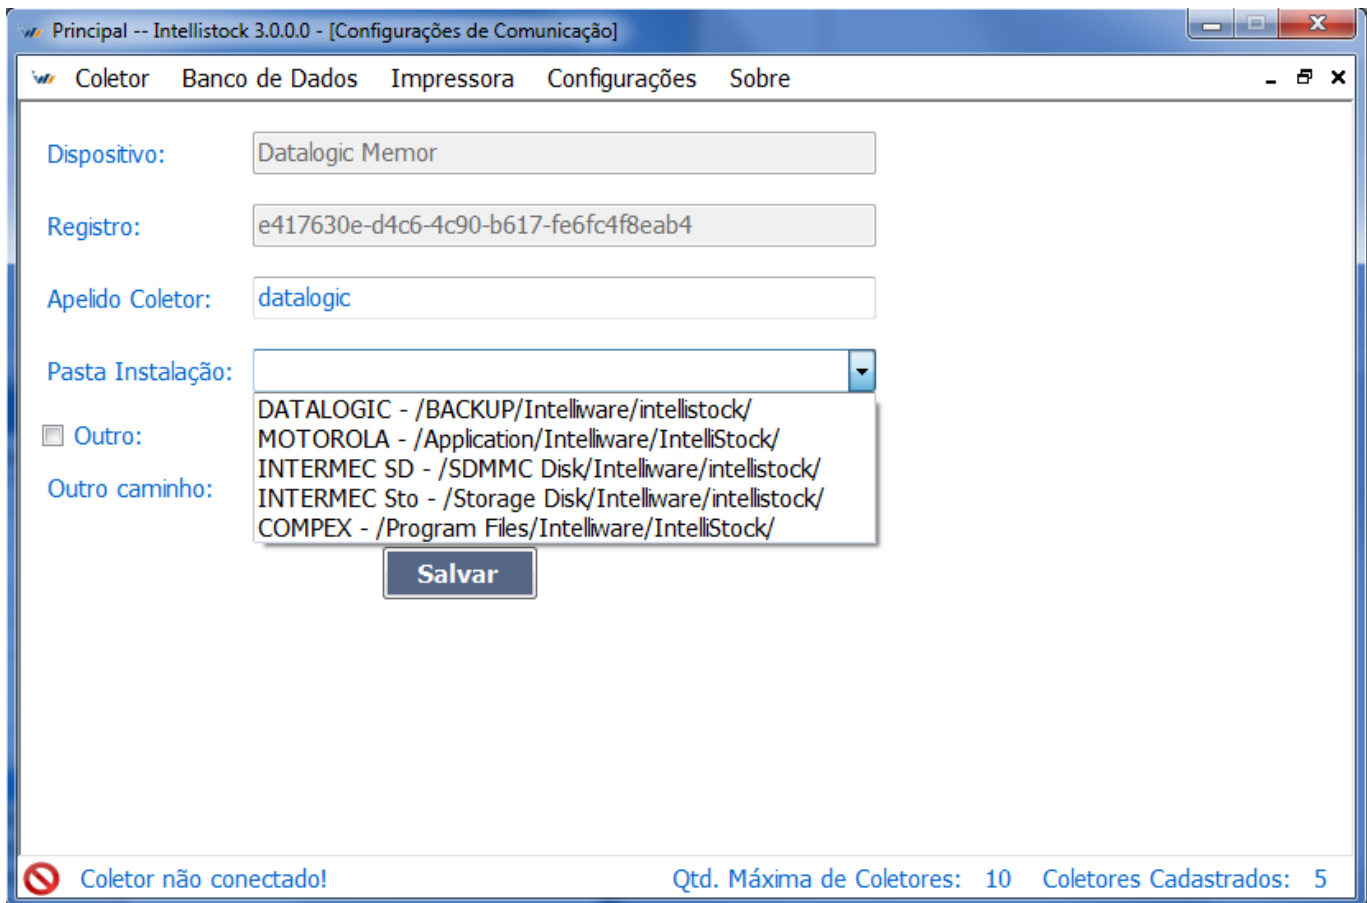 Principal -- Intellistock 3.0.0.0 - [Configurações de Comunicação]
Coletor Banco de Dados Impressora Configurações Sobre
Dispositivo: Datalogic Memor
Registro: e417630e-d4c6-4c90-b617-fe6fc4f8eab4
Apelido Coletor: datalogic
Pasta Instalação:
DATALOGIC - /BACKUP/Intelliware/intellistock/
Outro:
MOTOROLA - /Application/Intelliware/IntelliStock/
INTERMEC SD - /SDMMC Disk/Intelliware/intellistock/
Outro caminho:
INTERMEC Sto - /Storage Disk/Intelliware/intellistock/
COMPEX - /Program Files/Intelliware/IntelliStock/
Salvar
Coletor não conectado! Qtd. Máxima de Coletores: 10 Coletores Cadastrados: 5